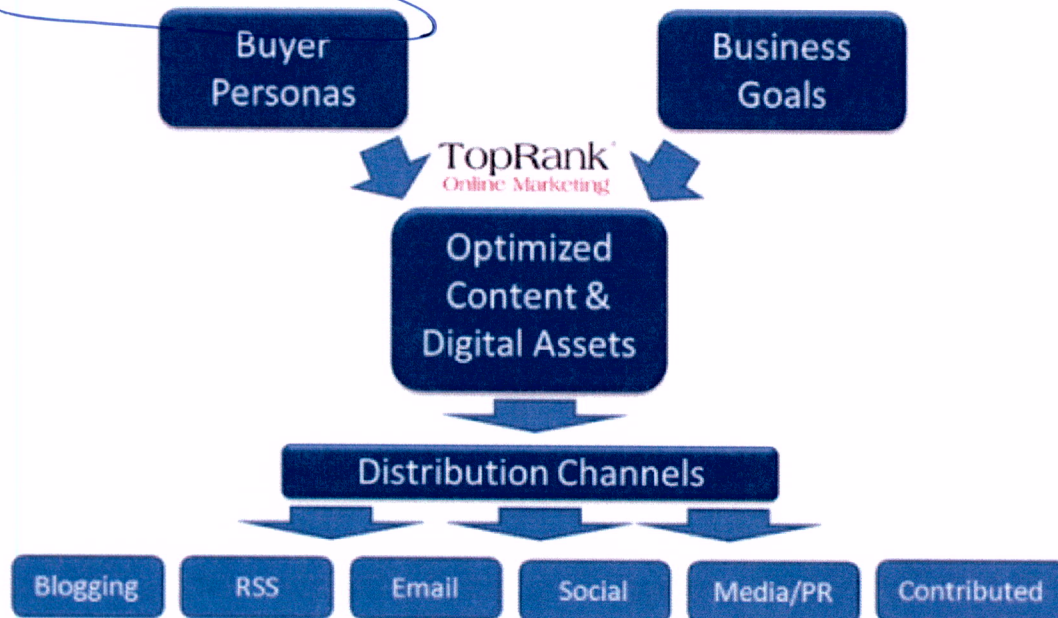 Buyer
Personas
Business
Goals
TopRank
Online Marketing
Optimized
Content &
Digital Assets
Distribution Channels
Blogging
RSS
Email
Social
Media/PR
Contributed